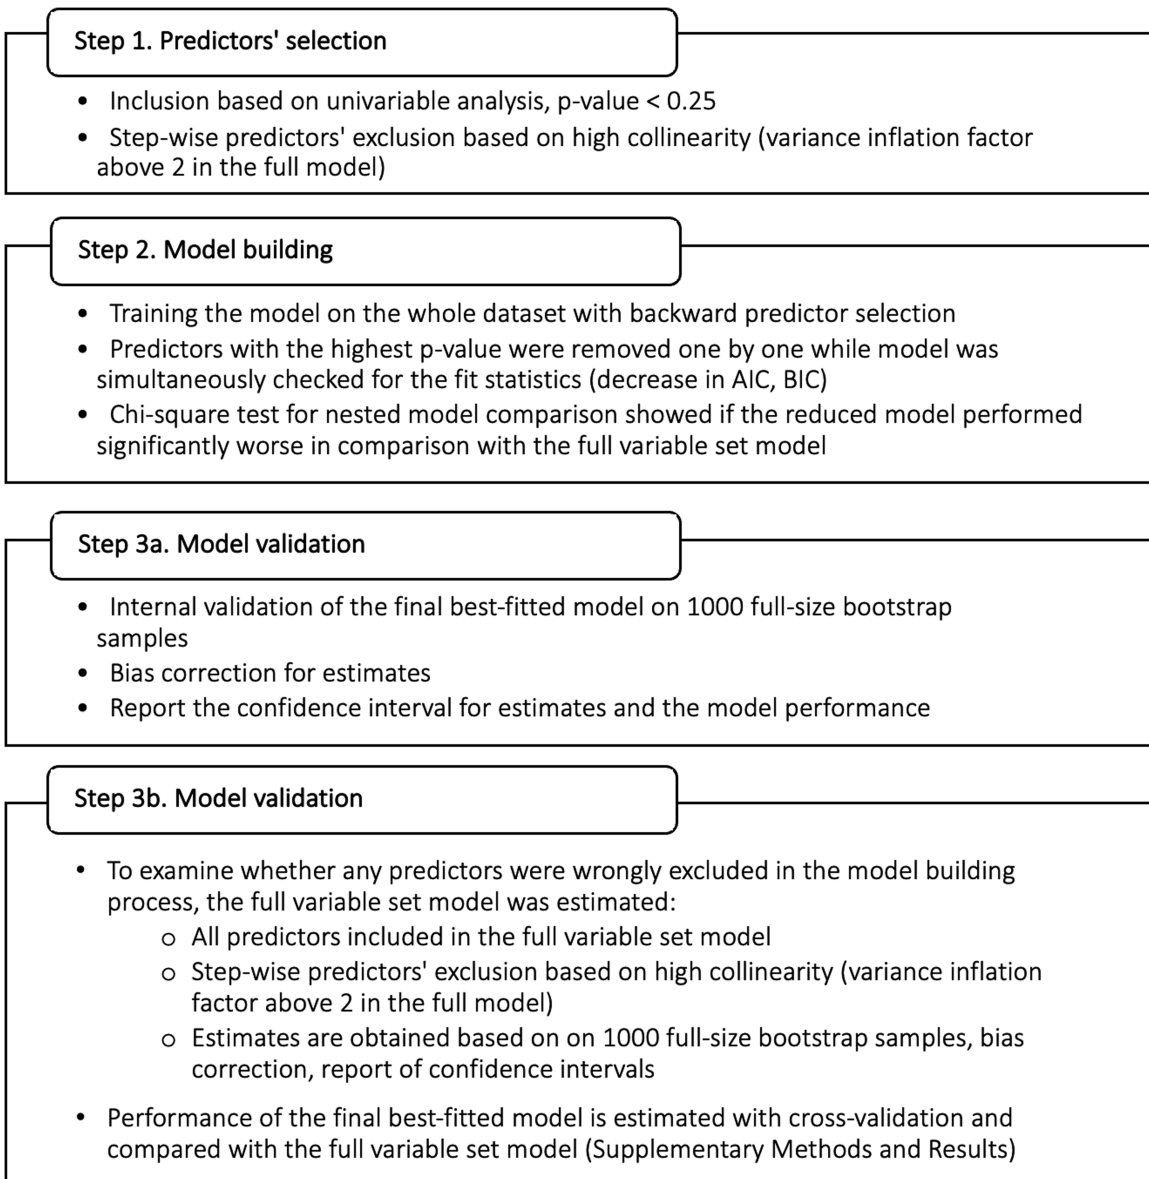 Step 1. Predictors' selection
• Inclusion based on univariable analysis, p-value < 0.25
• Step-wise predictors' exclusion based on high collinearity (variance inflation factor
above 2 in the full model)
Step 2. Model building
• Training the model on the whole dataset with backward predictor selection
• Predictors with the highest p-value were removed one by one while model was
simultaneously checked for the fit statistics (decrease in AIC, BIC)
• Chi-square test for nested model comparison showed if the reduced model performed
significantly worse in comparison with the full variable set model
Step 3a. Model validation
• Internal validation of the final best-fitted model on 1000 full-size bootstrap
samples
• Bias correction for estimates
• Report the confidence interval for estimates and the model performance
Step 3b. Model validation
• To examine whether any predictors were wrongly excluded in the model building
process, the full variable set model was estimated:
o All predictors included in the full variable set model
o Step-wise predictors' exclusion based on high collinearity (variance inflation
factor above 2 in the full model)
o Estimates are obtained based on on 1000 full-size bootstrap samples, bias
correction, report of confidence intervals
• Performance of the final best-fitted model is estimated with cross-validation and
compared with the full variable set model (Supplementary Methods and Results)